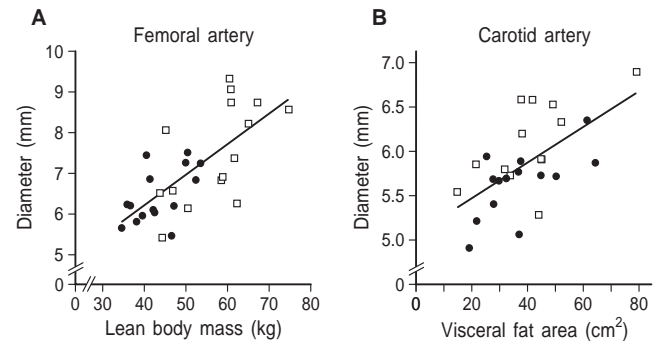 A
Femoral artery
Diameter (mm)
10
9
8
7
6
5
0
0 30 40 50 60 70 80
Lean body mass (kg)
B
Carotid artery
Diameter (mm)
7.0
6.5
6.0
5.5
5.0
0
0 20 40 60 80
Visceral fat area (cm²)